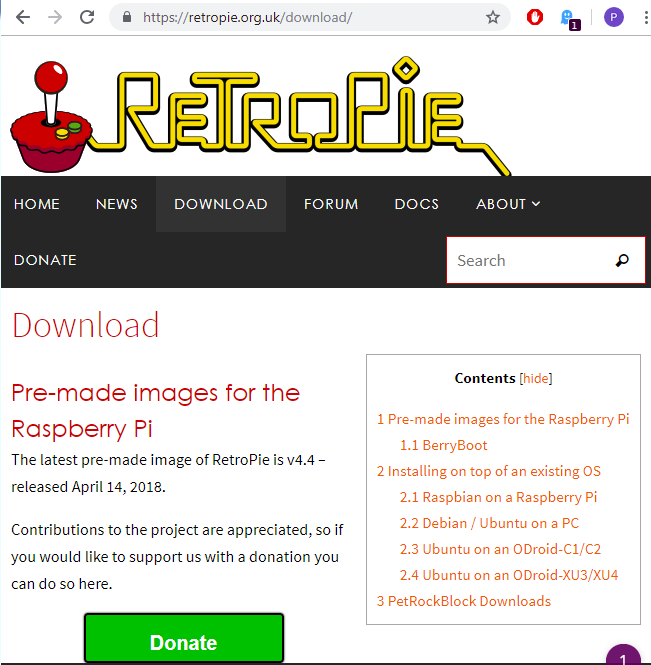 https://retropie.org.uk/download/
1
P
RETROPIE
HOME NEWS DOWNLOAD FORUM DOCS ABOUT
DONATE
Search
Download
Pre-made images for the
Raspberry Pi
The latest pre-made image of RetroPie is v4.4 –
released April 14, 2018.
Contributions to the project are appreciated, so if
you would like to support us with a donation you
can do so here.
Donate
Contents [hide]
1 Pre-made images for the Raspberry Pi
1.1 BerryBoot
2 Installing on top of an existing OS
2.1 Raspbian on a Raspberry Pi
2.2 Debian / Ubuntu on a PC
2.3 Ubuntu on an ODroid-C1/C2
2.4 Ubuntu on an ODroid-XU3/XU4
3 PetRockBlock Downloads
1